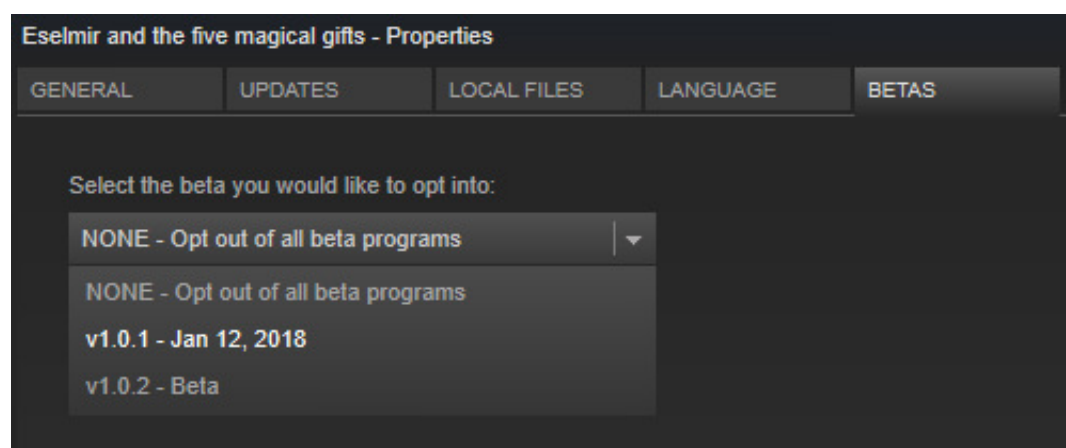 Eselmir and the five magical gifts - Properties
GENERAL UPDATES LOCAL FILES LANGUAGE BETAS
Select the beta you would like to opt into:
NONE - Opt out of all beta programs
NONE - Opt out of all beta programs
v1.0.1 - Jan 12, 2018
v1.0.2 - Beta